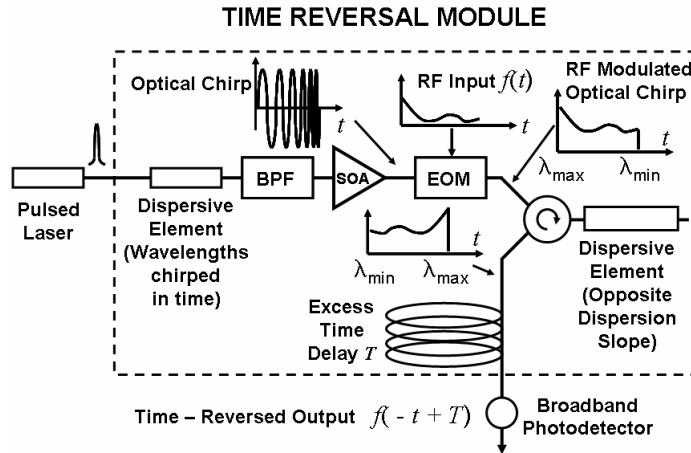 TIME REVERSAL MODULE
Optical Chirp
t
RF Input f(t)
t
RF Modulated
Optical Chirp
t
λmax
λmin
Pulsed
Laser
Dispersive
Element
(Wavelengths
chirped
in time)
BPF
SOA
EOM
t
λmin
λmax
Dispersive
Element
(Opposite
Dispersion
Slope)
Excess
Time
Delay T
Time – Reversed Output f( - t + T)
Broadband
Photodetector